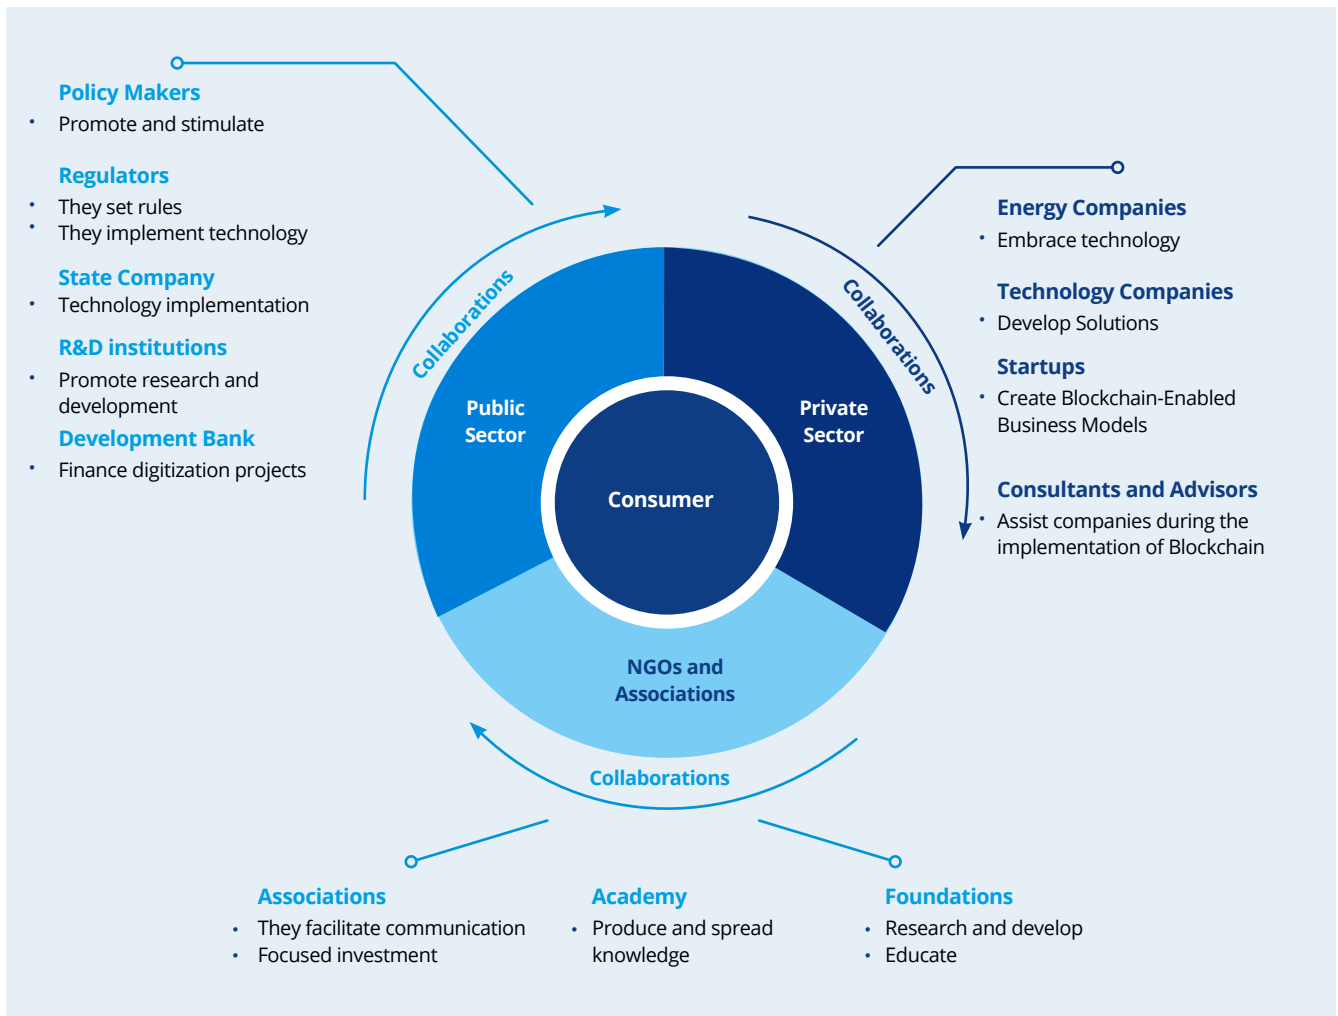 Policy Makers
• Promote and stimulate
Regulators
• They set rules
• They implement technology
State Company
• Technology implementation
R&D institutions
• Promote research and
development
Development Bank
• Finance digitization projects
Collaborations
Public
Sector
Consumer
Private
Sector
Collaborations
Energy Companies
• Embrace technology
Technology Companies
• Develop Solutions
Startups
• Create Blockchain-Enabled
Business Models
Consultants and Advisors
• Assist companies during the
implementation of Blockchain
NGOs and
Associations
Collaborations
Associations
• They facilitate communication
• Focused investment
Academy
• Produce and spread
knowledge
Foundations
• Research and develop
• Educate